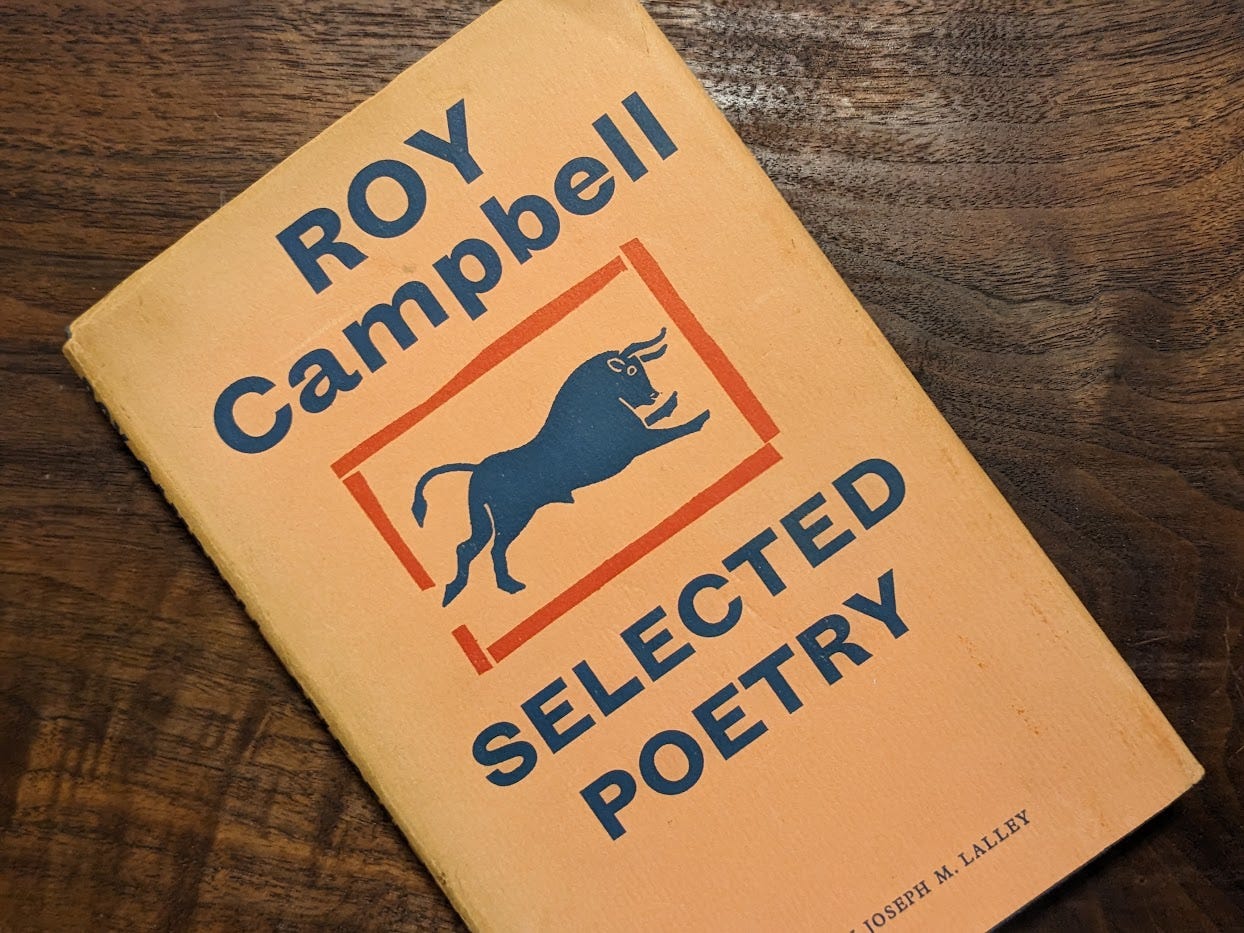 ROY
Campbell
SELECTED
POETRY
JOSEPH M. LALLEY